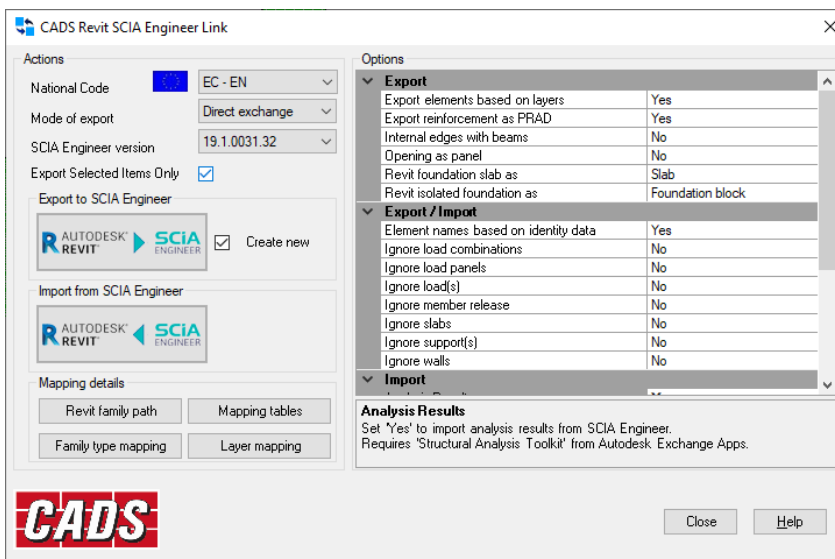 CADS Revit SCIA Engineer Link
Actions
National Code
EC - EN
Mode of export
Direct exchange
SCIA Engineer version
19.1.0031.32
Export Selected Items Only
Export to SCIA Engineer
R AUTODESK® REVIT® SCiA ENGINEER
Create new
Import from SCIA Engineer
R AUTODESK® REVIT® SCiA ENGINEER
Mapping details
Revit family path
Mapping tables
Family type mapping
Layer mapping
Options
Export
Export elements based on layers Yes
Export reinforcement as PRAD Yes
Internal edges with beams No
Opening as panel No
Revit foundation slab as Slab
Revit isolated foundation as Foundation block
Export / Import
Element names based on identity data Yes
Ignore load combinations No
Ignore load panels No
Ignore load(s) No
Ignore member release No
Ignore slabs No
Ignore support(s) No
Ignore walls No
Import
Analysis Results
Set 'Yes' to import analysis results from SCIA Engineer.
Requires 'Structural Analysis Toolkit' from Autodesk Exchange Apps.
CADS
Close
Help